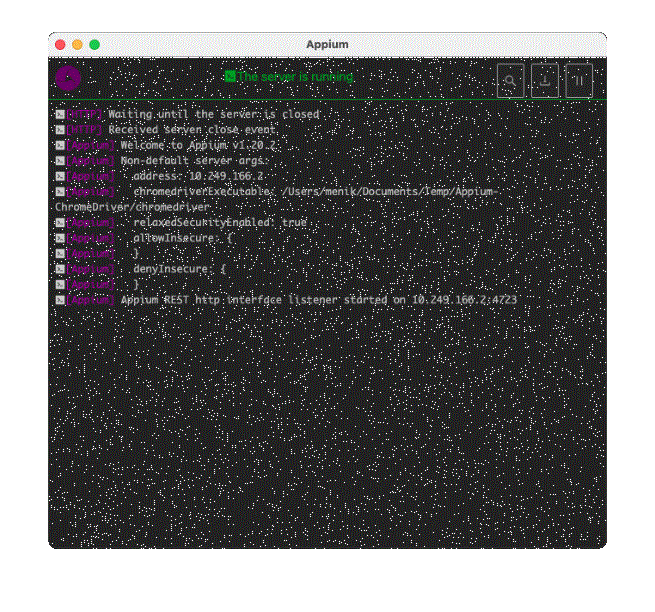 Appium
The server is running
[HTTP] Waiting until the server is closed
[HTTP] Received server close event
[Appium] Welcome to Appium v1.20.2
[Appium] Non-default server args:
[Appium] address: 10.249.166.2
[Appium] chromedriverExecutable: /Users/menik/Documents/Temp/Appium-
ChromeDriver/chromedriver
[Appium] relaxedSecurityEnabled: true
[Appium] allowInsecure: {
[Appium] }
[Appium] denyInsecure: {
[Appium] }
[Appium] Appium REST http interface listener started on 10.249.166.2:4723